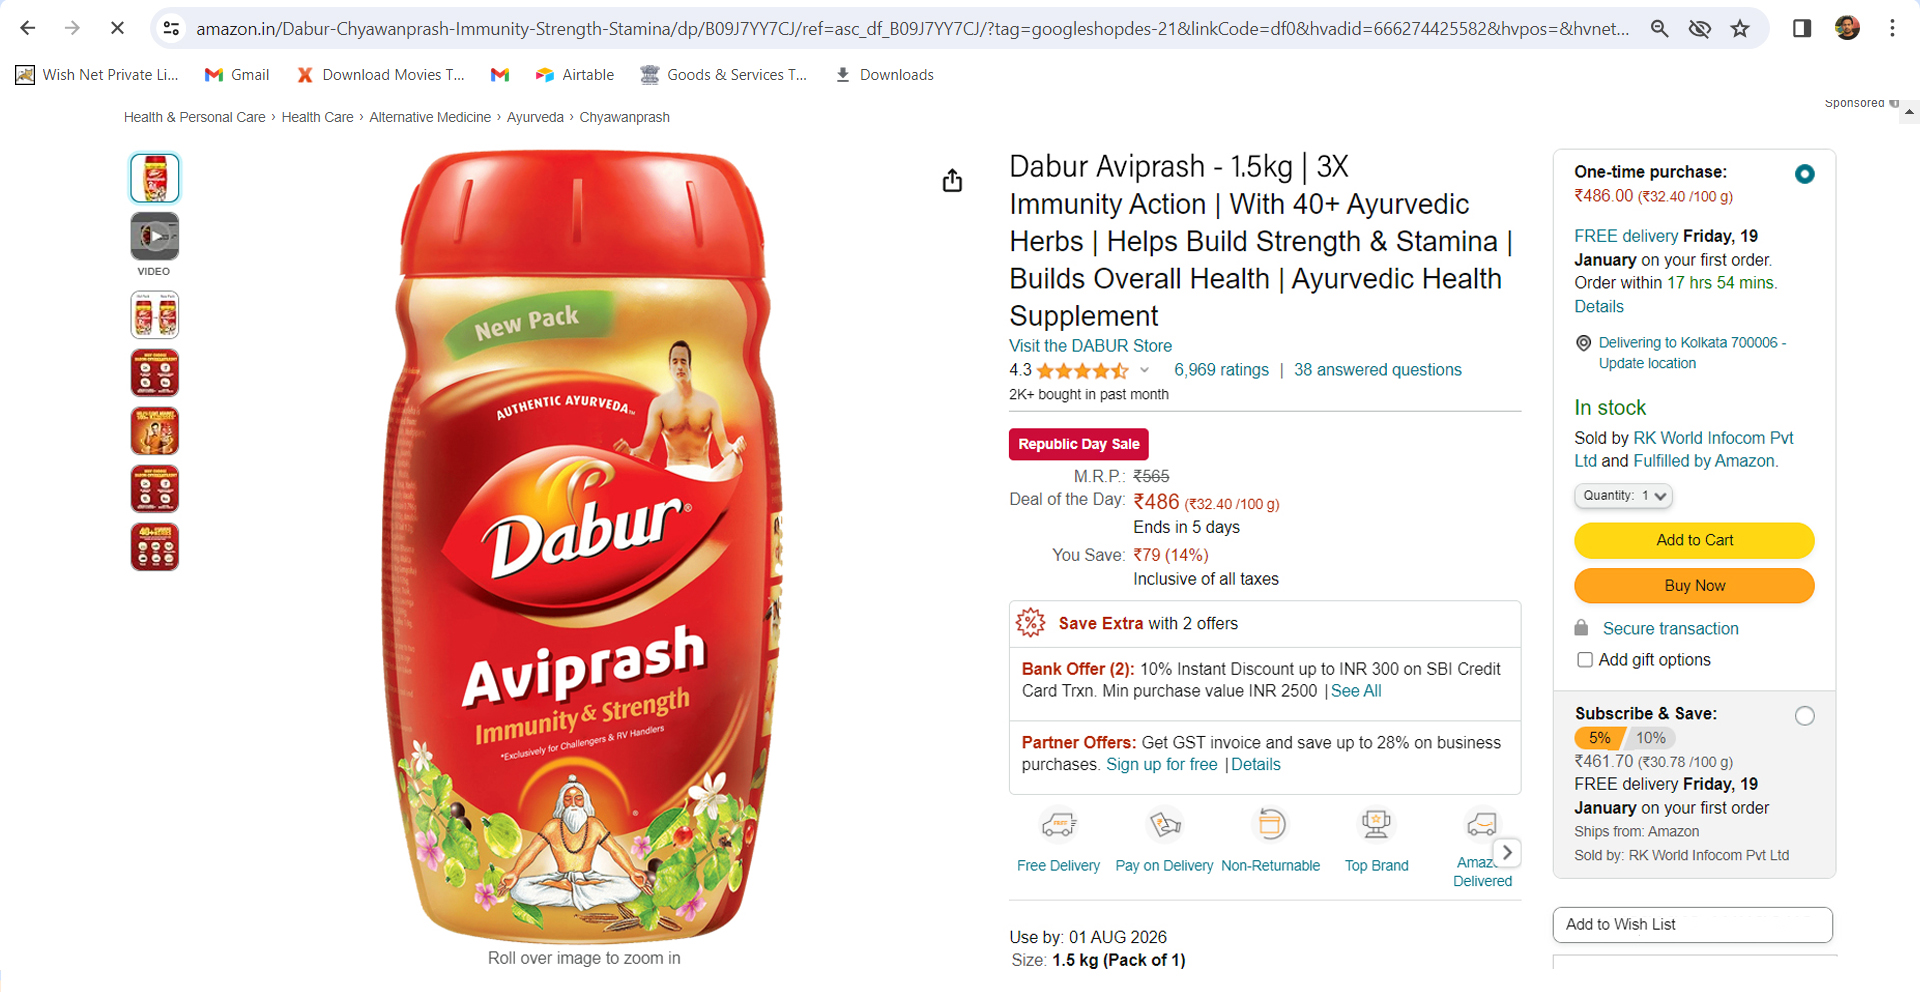 amazon.in/Dabur-Chyawanprash-Immunity-Strength-Stamina/dp/B09J7YY7CJ/ref=asc_df_B09J7YY7CJ/?tag=googleshopdes-21&linkCode=df0&hvadid=666274425582&hvpos=&hvnet...
Wish Net Private Li... Gmail Download Movies T... Airtable Goods & Services T... Downloads
Sponsored
Health & Personal Care › Health Care › Alternative Medicine › Ayurveda › Chyawanprash
VIDEO
New Pack
AUTHENTIC AYURVEDA™
Dabur®
Aviprash
Immunity & Strength
*Exclusively for Challengers & RV Handlers
Roll over image to zoom in
Dabur Aviprash - 1.5kg | 3X
Immunity Action | With 40+ Ayurvedic
Herbs | Helps Build Strength & Stamina |
Builds Overall Health | Ayurvedic Health
Supplement
Visit the DABUR Store
4.3 6,969 ratings | 38 answered questions
2K+ bought in past month
Republic Day Sale
M.R.P.: ₹565
Deal of the Day: ₹486 (₹32.40 /100 g)
Ends in 5 days
You Save: ₹79 (14%)
Inclusive of all taxes
Save Extra with 2 offers
Bank Offer (2): 10% Instant Discount up to INR 300 on SBI Credit
Card Trxn. Min purchase value INR 2500 | See All
Partner Offers: Get GST invoice and save up to 28% on business
purchases. Sign up for free | Details
Free Delivery Pay on Delivery Non-Returnable Top Brand Amaz
Delivered
Use by: 01 AUG 2026
Size: 1.5 kg (Pack of 1)
One-time purchase:
₹486.00 (₹32.40 /100 g)
FREE delivery Friday, 19
January on your first order.
Order within 17 hrs 54 mins.
Details
Delivering to Kolkata 700006 -
Update location
In stock
Sold by RK World Infocom Pvt
Ltd and Fulfilled by Amazon.
Quantity: 1
Add to Cart
Buy Now
Secure transaction
Add gift options
Subscribe & Save:
5% 10%
₹461.70 (₹30.78 /100 g)
FREE delivery Friday, 19
January on your first order
Ships from: Amazon
Sold by: RK World Infocom Pvt Ltd
Add to Wish List